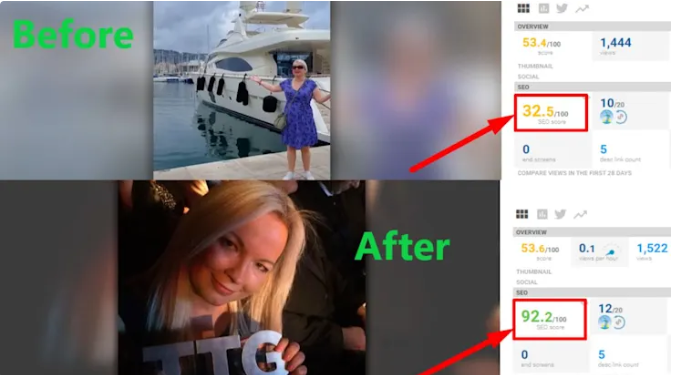 Before
OVERVIEW
53.4/100
score
1,444
views
THUMBNAIL
SOCIAL
SEO
32.5/100
SEO score
10/20
0
end screens
5
desc link count
COMPARE VIEWS IN THE FIRST 28 DAYS
After
TTG
OVERVIEW
53.6/100
score
0.1
views per hour
1,522
views
THUMBNAIL
SOCIAL
SEO
92.2/100
SEO score
12/20
0
end screens
5
desc link count